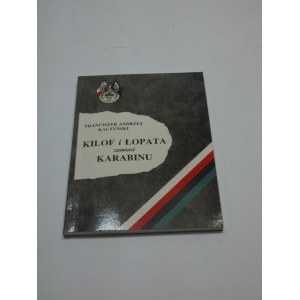 FRANCISZEK ANDRZEJ
KACZYŃSKI
KILOF i ŁOPATA
zamiast
KARABINU